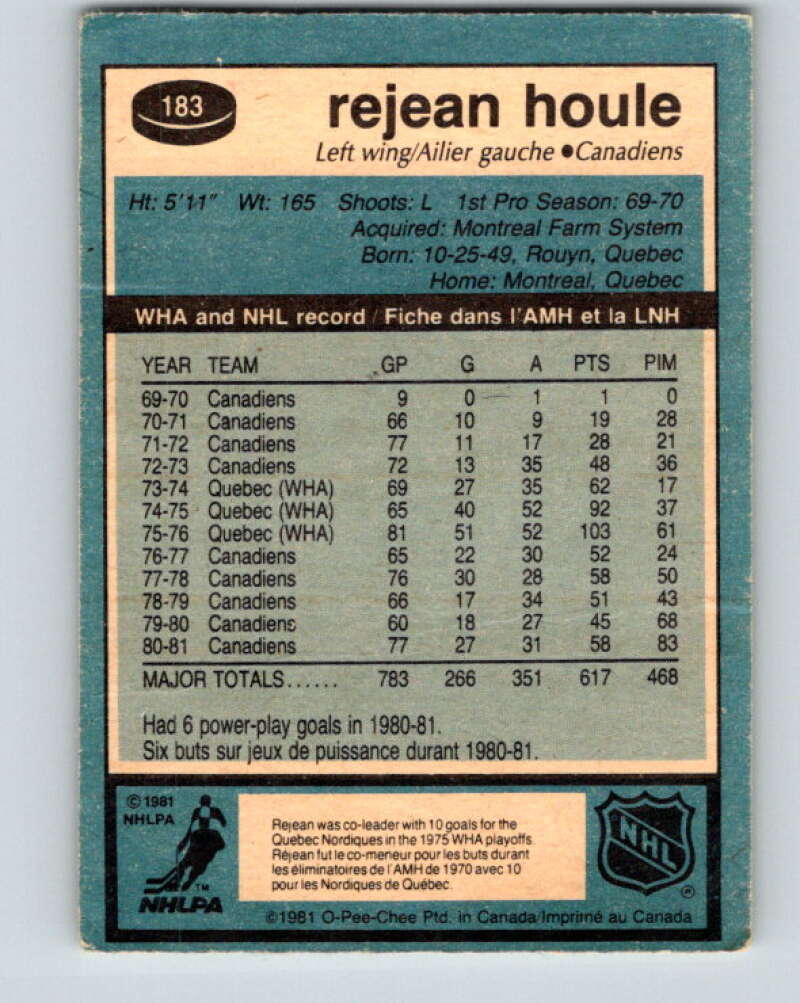 183
rejean houle
Left wing/Ailier gauche ●Canadiens
Ht: 5'11" Wt: 165 Shoots: L 1st Pro Season: 69-70
Acquired: Montreal Farm System
Born: 10-25-49, Rouyn, Quebec
Home: Montreal, Quebec
WHA and NHL record / Fiche dans l'AMH et la LNH
YEAR TEAM GP G A PTS PIM
69-70 Canadiens 9 0 1 1 0
70-71 Canadiens 66 10 9 19 28
71-72 Canadiens 77 11 17 28 21
72-73 Canadiens 72 13 35 48 36
73-74 Quebec (WHA) 69 27 35 62 17
74-75 Quebec (WHA) 65 40 52 92 37
75-76 Quebec (WHA) 81 51 52 103 61
76-77 Canadiens 65 22 30 52 24
77-78 Canadiens 76 30 28 58 50
78-79 Canadiens 66 17 34 51 43
79-80 Canadiens 60 18 27 45 68
80-81 Canadiens 77 27 31 58 83
MAJOR TOTALS...... 783 266 351 617 468
Had 6 power-play goals in 1980-81.
Six buts sur jeux de puissance durant 1980-81.
© 1981
NHLPA
TM
NHLPA
Rejean was co-leader with 10 goals for the
Quebec Nordiques in the 1975 WHA playoffs.
Réjean fut le co-meneur pour les buts durant
les éliminatoires de l'AMH de 1970 avec 10
pour les Nordiques de Québec.
NHL
®
©1981 O-Pee-Chee Ptd. in Canada/Imprimé au Canada